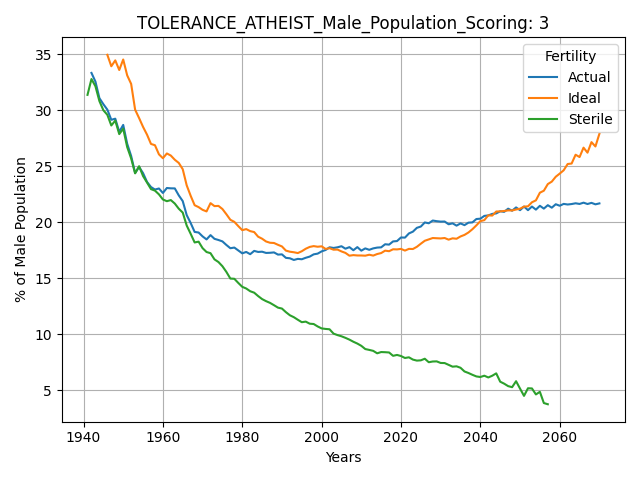 TOLERANCE_ATHEIST_Male_Population_Scoring: 3
% of Male Population
35
30
25
20
15
10
5
1940 1960 1980 2000 2020 2040 2060
Years
Fertility
Actual
Ideal
Sterile